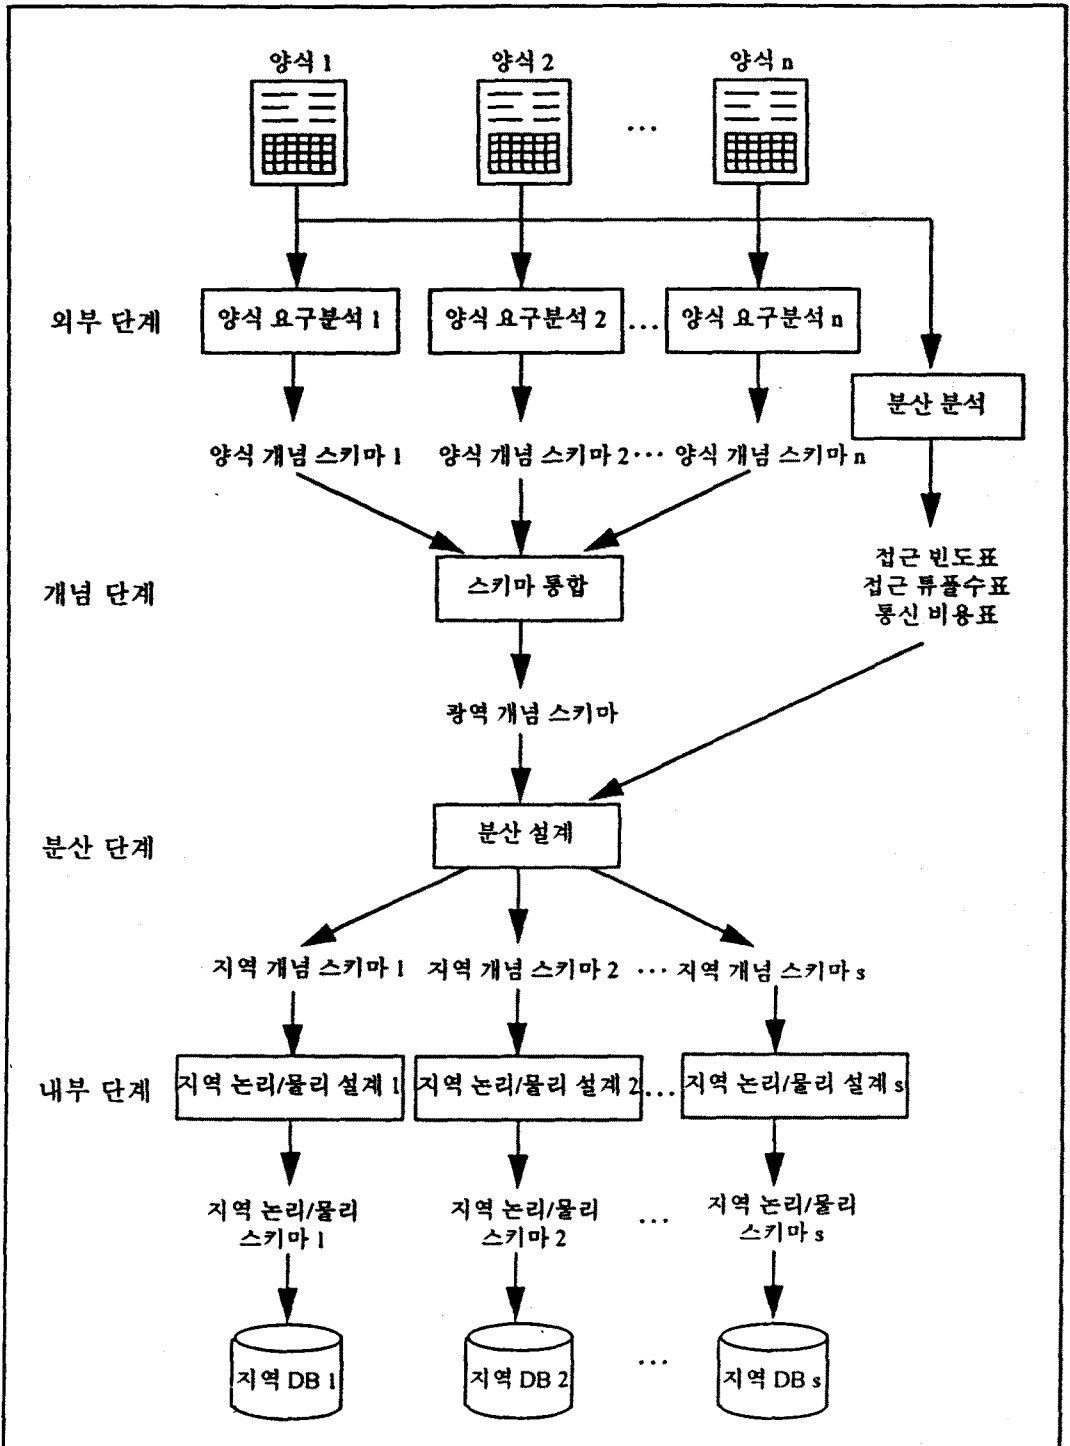 양식 1 양식 2 양식 n
...
외부 단계 양식 요구분석 1 양식 요구분석 2 ... 양식 요구분석 n
분산 분석
양식 개념 스키마 1 양식 개념 스키마 2 ... 양식 개념 스키마 n
접근 빈도표
접근 튜플수표
통신 비용표
개념 단계 스키마 통합
광역 개념 스키마
분산 단계 분산 설계
지역 개념 스키마 1 지역 개념 스키마 2 ... 지역 개념 스키마 s
내부 단계 지역 논리/물리 설계 1 지역 논리/물리 설계 2 ... 지역 논리/물리 설계 s
지역 논리/물리 스키마 1 지역 논리/물리 스키마 2 ... 지역 논리/물리 스키마 s
지역 DB 1 지역 DB 2 ... 지역 DB s